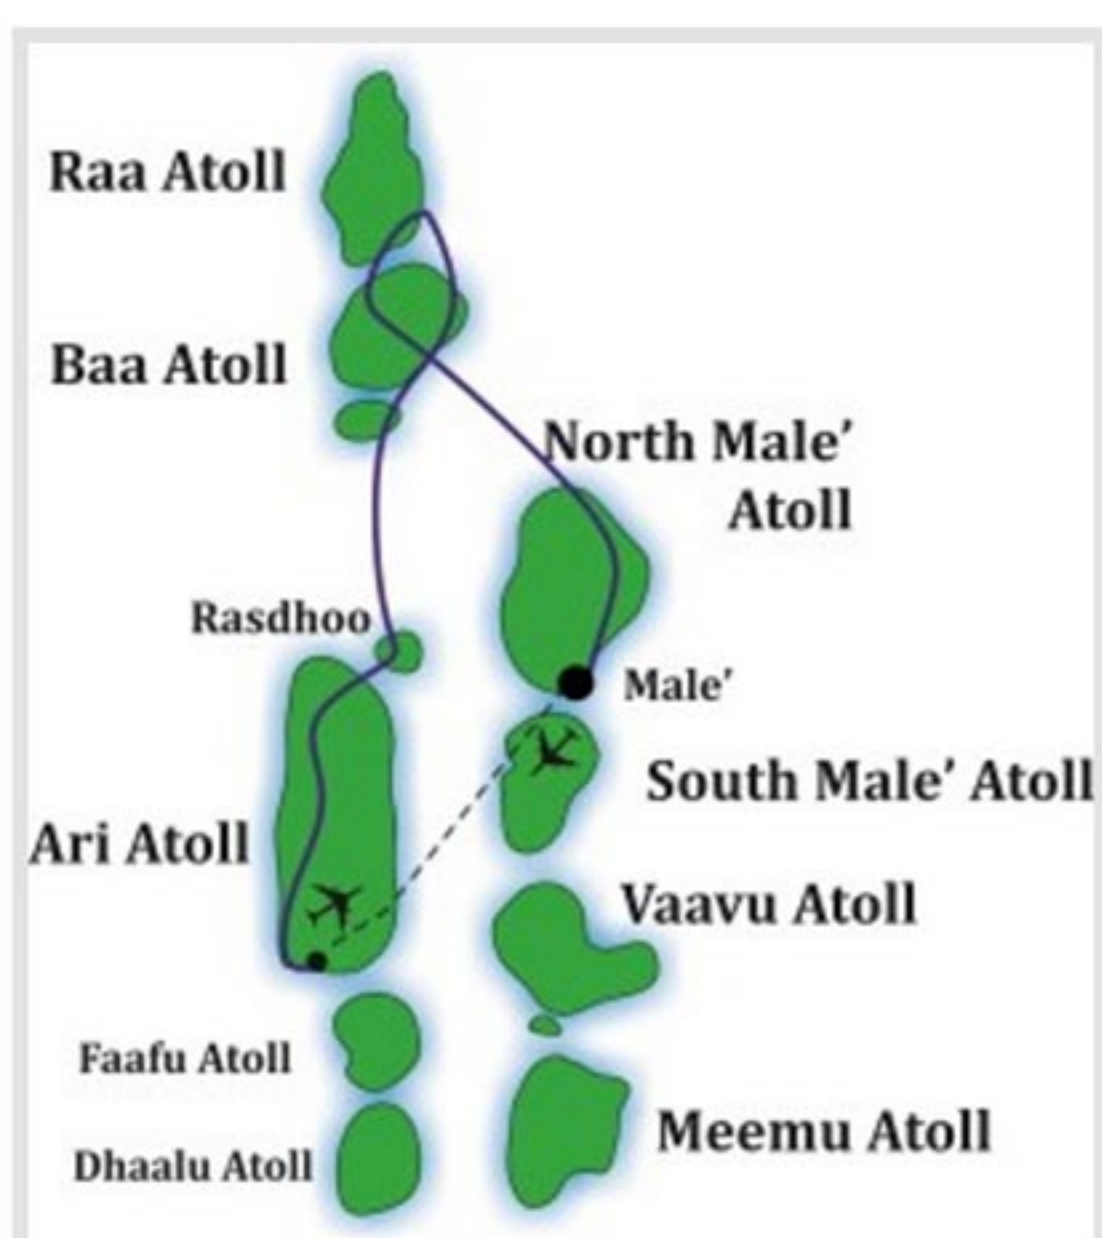 Raa Atoll
Baa Atoll
North Male′
Atoll
Rasdhoo
Male′
South Male′ Atoll
Ari Atoll
Vaavu Atoll
Faafu Atoll
Meemu Atoll
Dhaalu Atoll